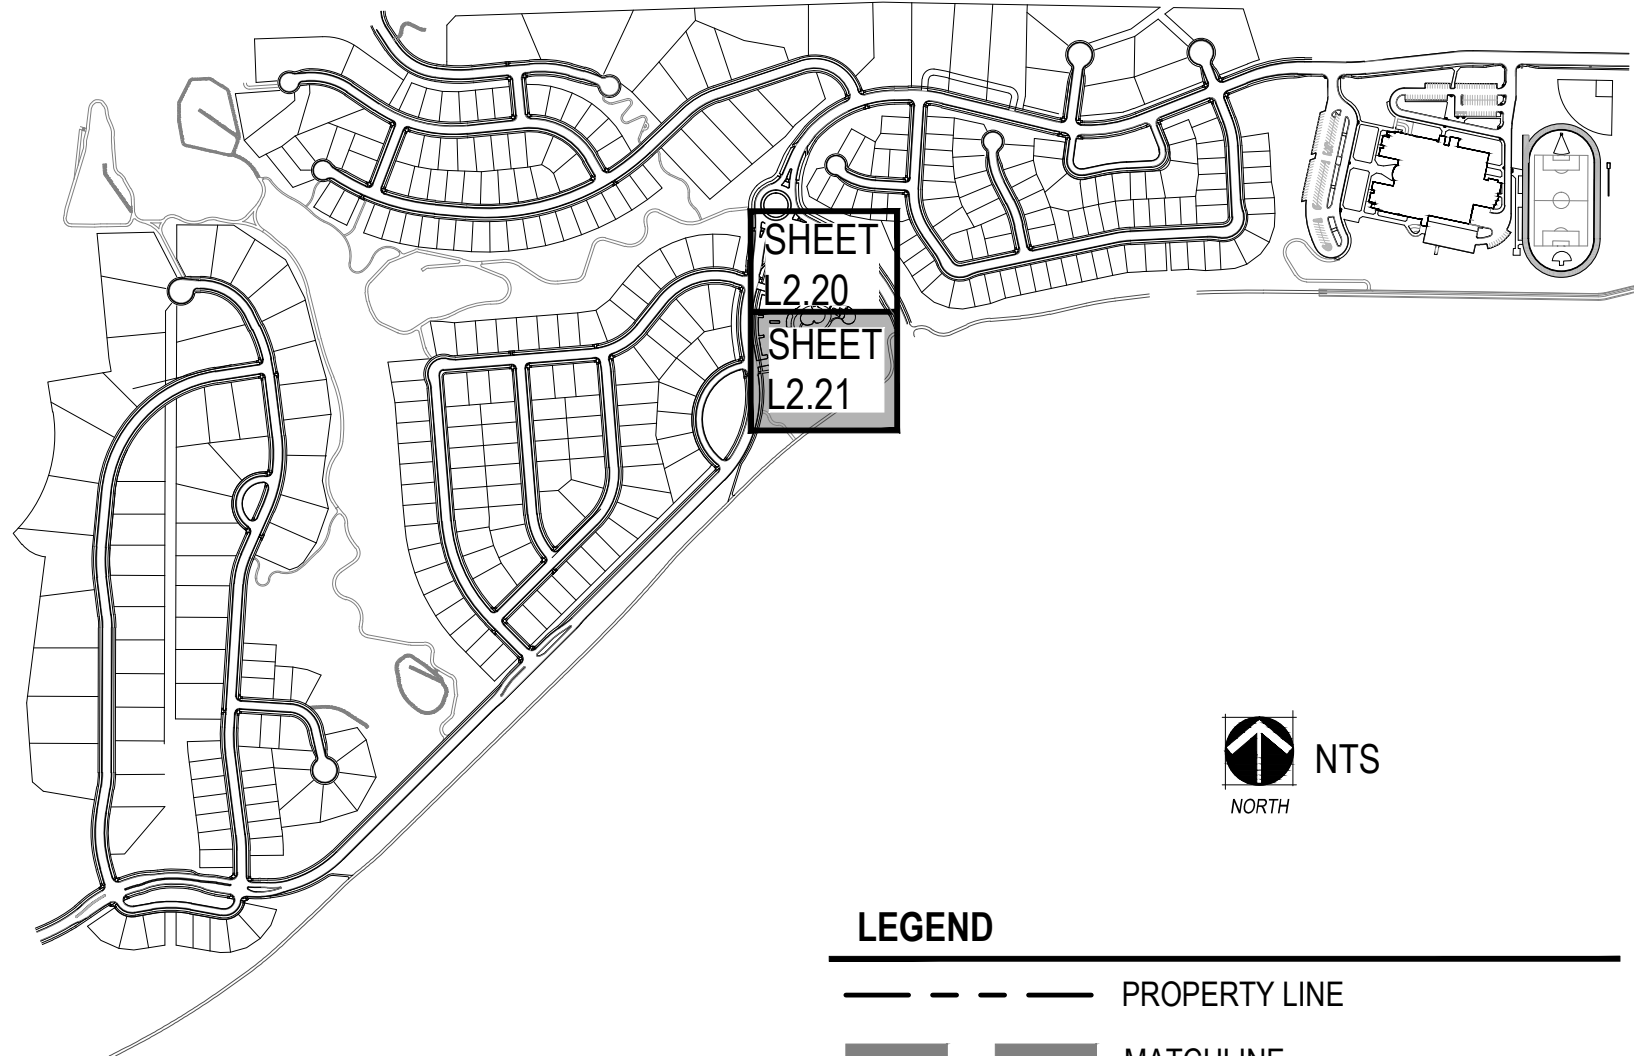 SHEET
L2.20
SHEET
L2.21
NTS
NORTH
LEGEND
PROPERTY LINE
MATCHLINE